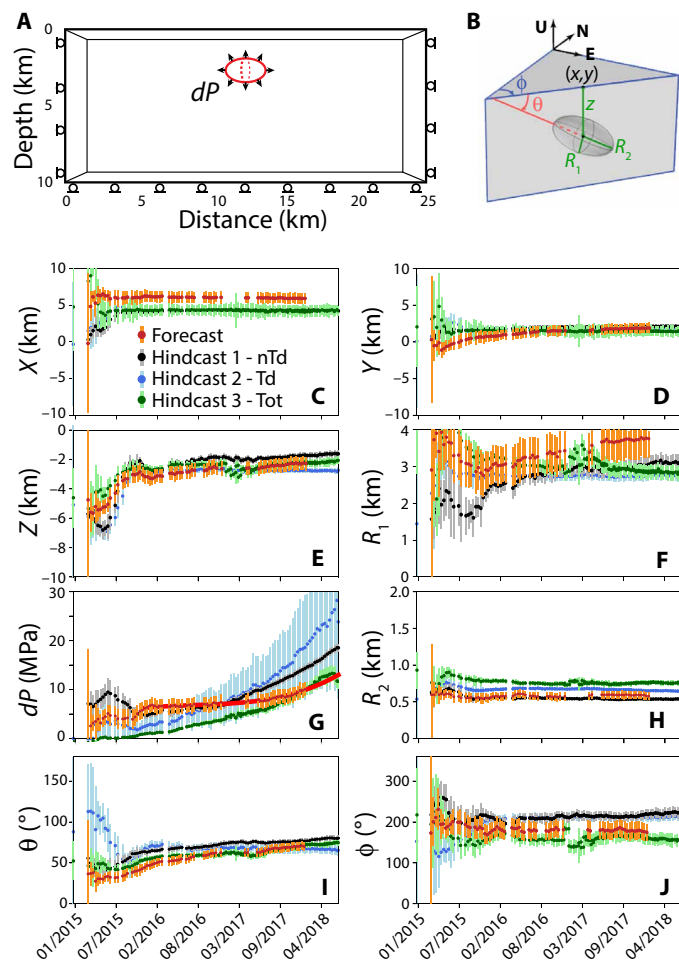 A
B
0
5
10
Depth (km)
dP
0 5 10 15 20 25
Distance (km)
U
N
E
(x,y)
ϕ
θ
z
R1
R2
10
5
0
−5
−10
X (km)
Forecast
Hindcast 1 - nTd
Hindcast 2 - Td
Hindcast 3 - Tot
C
10
5
0
−5
−10
Y (km)
D
0
−2
−4
−6
−8
−10
Z (km)
E
4
3
2
1
0
R1 (km)
F
30
20
10
0
dP (MPa)
G
2.0
1.5
1.0
0.5
0
R2 (km)
H
150
100
50
0
θ (°)
I
300
200
100
0
ϕ (°)
J
01/2015 07/2015 02/2016 08/2016 03/2017 09/2017 04/2018
01/2015 07/2015 02/2016 08/2016 03/2017 09/2017 04/2018